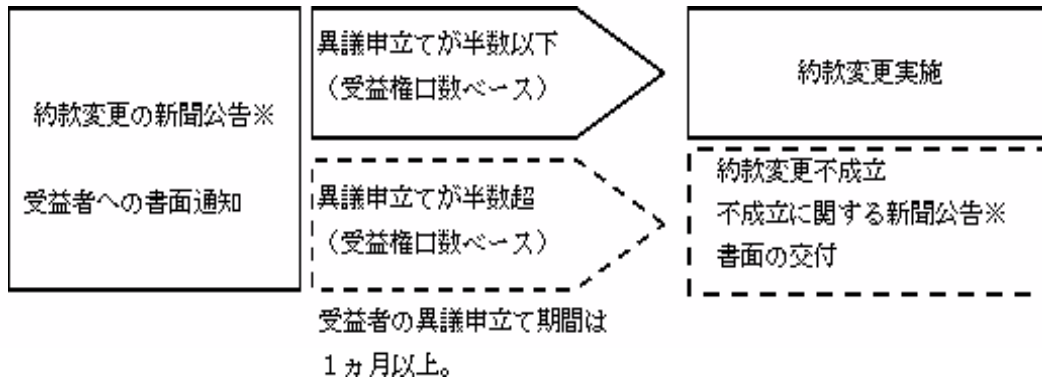 約款変更の新聞公告※
受益者への書面通知
異議申立てが半数以下
（受益権口数ベース）
約款変更実施
異議申立てが半数超
（受益権口数ベース）
約款変更不成立
不成立に関する新聞公告※
書面の交付
受益者の異議申立て期間は
１ヵ月以上。